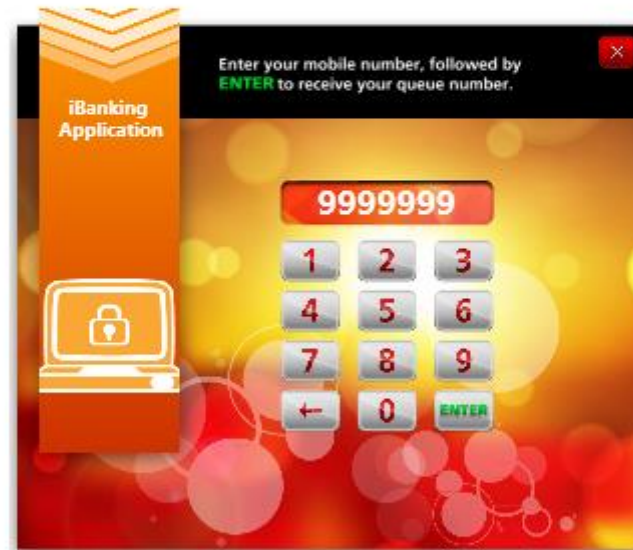 Enter your mobile number, followed by
ENTER to receive your queue number.
iBanking
Application
9999999
1 2 3
4 5 6
7 8 9
← 0 ENTER